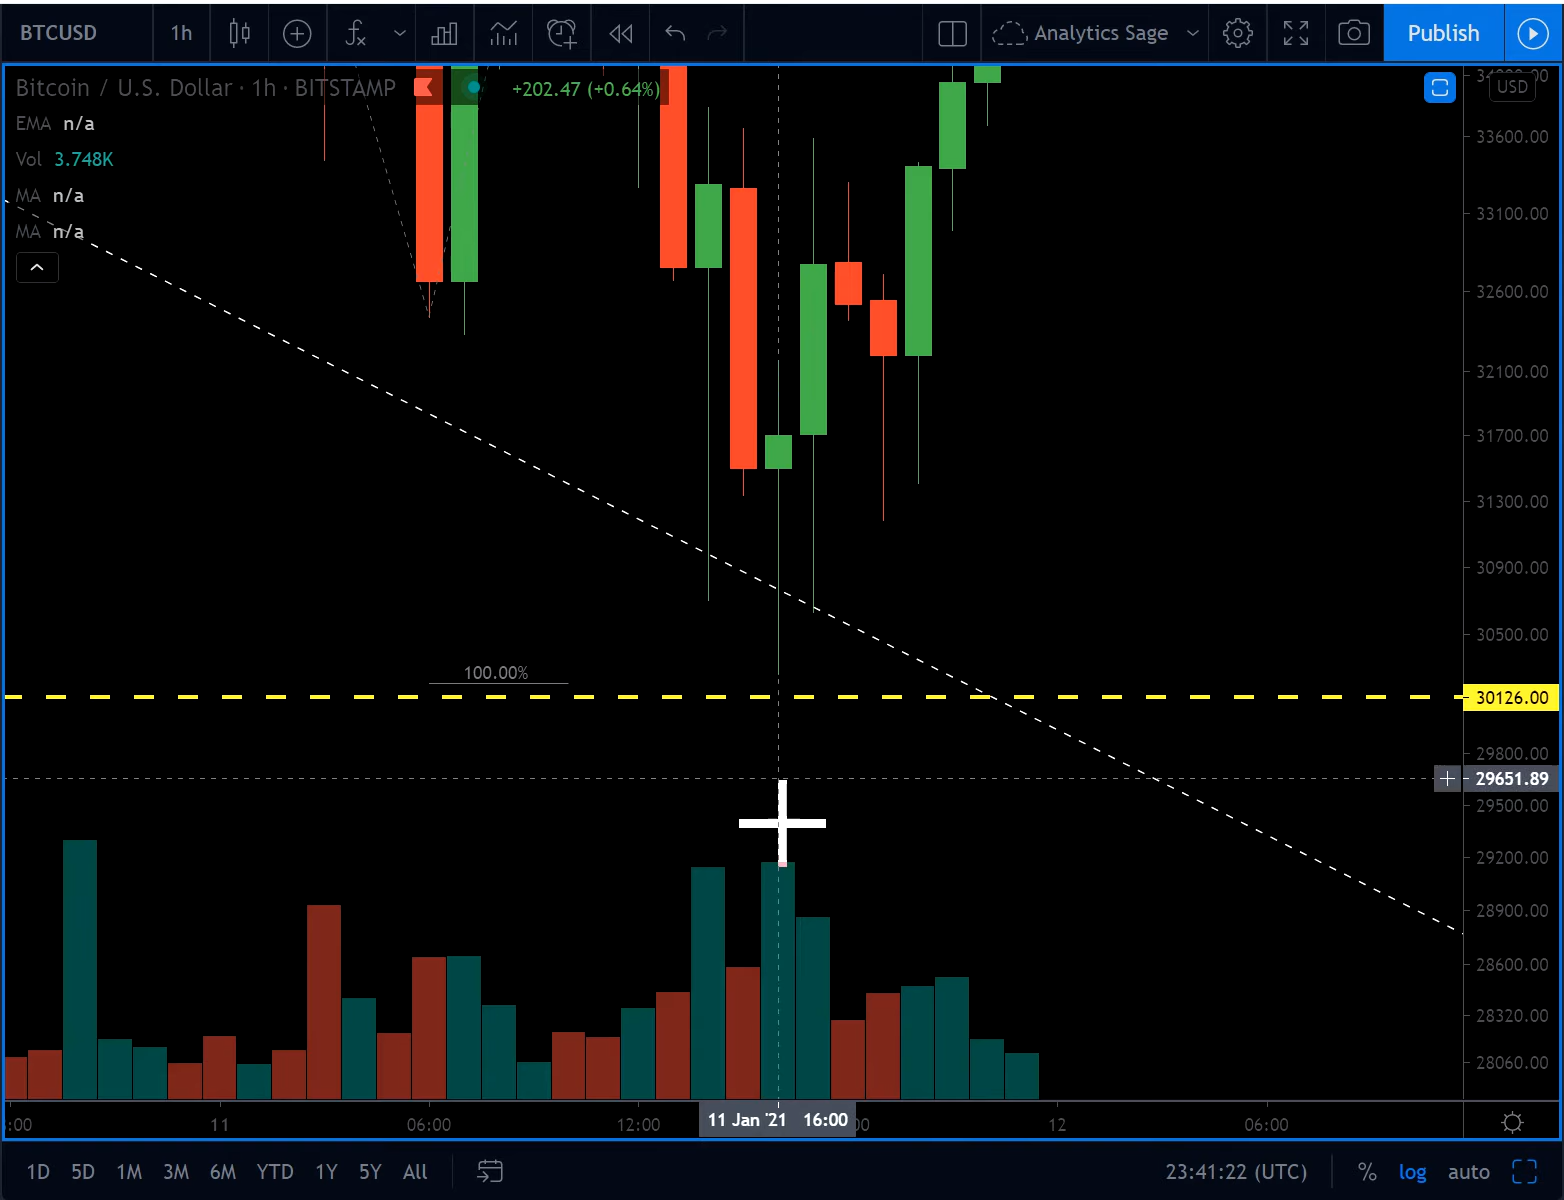 BTCUSD 1h fx Analytics Sage Publish
Bitcoin / U.S. Dollar · 1h · BITSTAMP +202.47 (+0.64%)
USD
EMA n/a
Vol 3.748K
MA n/a
MA n/a
33600.00
33100.00
32600.00
32100.00
31700.00
31300.00
30900.00
30500.00
100.00%
30126.00
29800.00
29651.89
29500.00
29200.00
28900.00
28600.00
28320.00
28060.00
:00 11 06:00 12:00 11 Jan '21 16:00 :00 12 06:00
1D 5D 1M 3M 6M YTD 1Y 5Y All 23:41:22 (UTC) % log auto